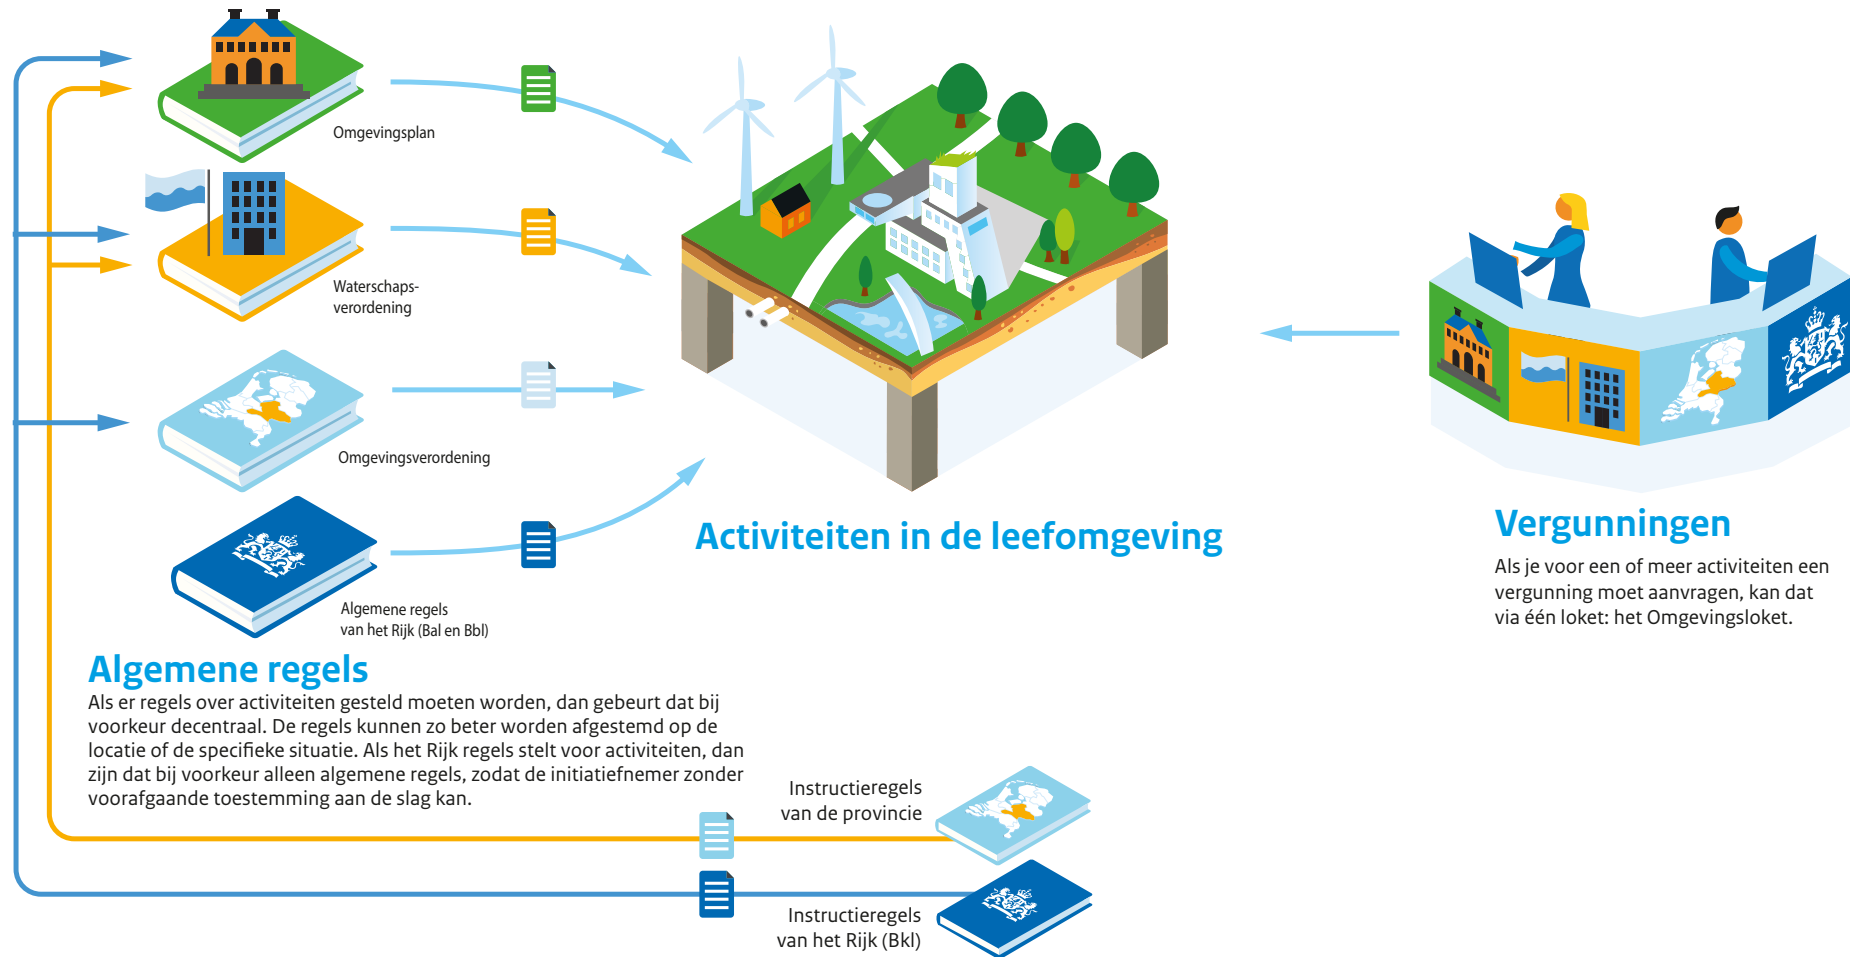 Omgevingsplan
Waterschaps-
verordening
Omgevingsverordening
Algemene regels
van het Rijk (Bal en Bbl)
Activiteiten in de leefomgeving
Vergunningen
Als je voor een of meer activiteiten een
vergunning moet aanvragen, kan dat
via één loket: het Omgevingsloket.
Algemene regels
Als er regels over activiteiten gesteld moeten worden, dan gebeurt dat bij
voorkeur decentraal. De regels kunnen zo beter worden afgestemd op de
locatie of de specifieke situatie. Als het Rijk regels stelt voor activiteiten, dan
zijn dat bij voorkeur alleen algemene regels, zodat de initiatiefnemer zonder
voorafgaande toestemming aan de slag kan.
Instructieregels
van de provincie
Instructieregels
van het Rijk (Bkl)